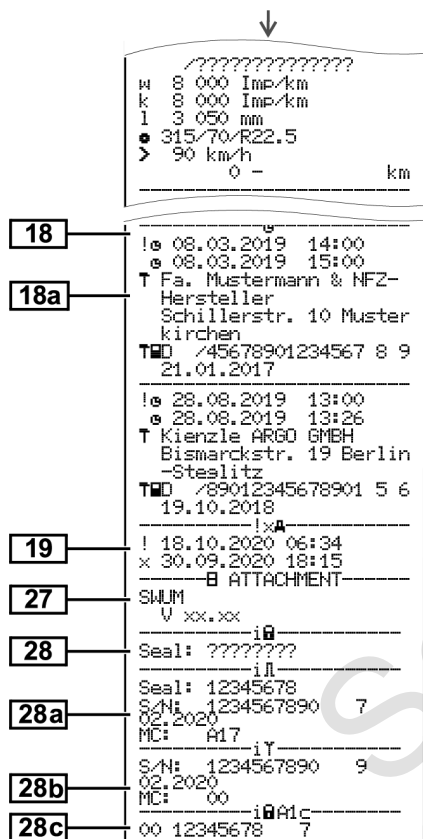 /??????????????
w 8 000 Imp/km
k 8 000 Imp/km
l 3 050 mm
315/70/R22.5
> 90 km/h
0 - km
18
! 08.03.2019 14:00
08.03.2019 15:00
18a
T Fa. Mustermann & NFZ-
Hersteller
Schillerstr. 10 Muster
kirchen
TD /45678901234567 8 9
21.01.2017
! 28.08.2019 13:00
28.08.2019 13:26
T Kienzle ARGO GMBH
Bismarckstr. 19 Berlin
-Steglitz
TD /89012345678901 5 6
19.10.2018
!x
19
! 18.10.2020 06:34
x 30.09.2020 18:15
ATTACHMENT
27
SWUM
V xx.xx
i
28
Seal: ????????
i
Seal: 12345678
28a
S/N: 1234567890 7
02.2020
MC: A17
i
S/N: 1234567890 9
28b
02.2020
MC: 00
iA1c
28c
00 12345678 7